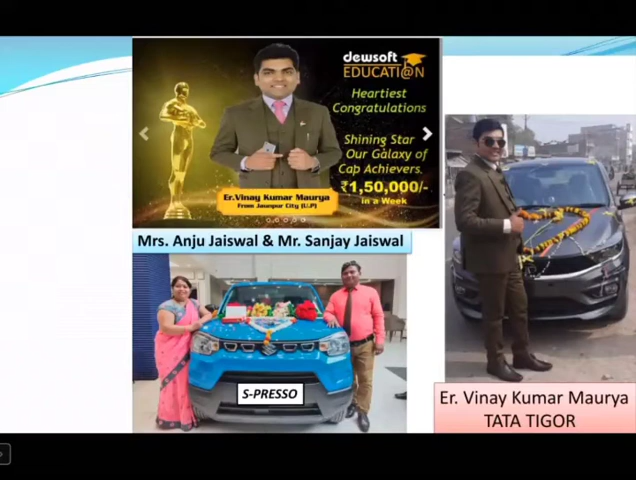 dewsoft
EDUCATI@N
Heartiest
Congratulations
Shining Star
Our Galaxy of
Cap Achievers.
₹1,50,000/-
in a Week
Er.Vinay Kumar Maurya
From Jaunpur City (U.P)
Mrs. Anju Jaiswal & Mr. Sanjay Jaiswal
S-PRESSO
Er. Vinay Kumar Maurya
TATA TIGOR